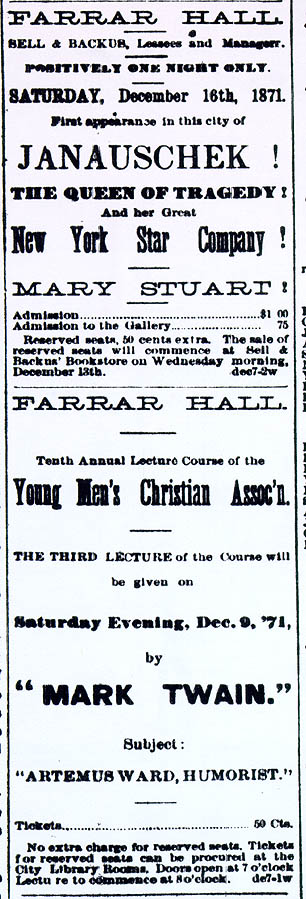 FARRAR HALL
SELL & BACKUS, Lessees and Managers.
POSITIVELY ONE NIGHT ONLY.
SATURDAY, December 16th, 1871.
First appearanse in this city of
JANAUSCHEK !
THE QUEEN OF TRAGEDY !
And her Great
New York Star Company !
MARY STUART !
Admission..................................$1 00
Admission to the Gallery..................... 75
Reserved seats, 50 cents extra. The sale of
reserved seats will commence at Sell &
Backus' Bookstore on Wednesday morning,
December 13th. dec7-2w
FARRAR HALL.
Tenth Annual Lecture Course of the
Young Men's Christian Assoc'n.
THE THIRD LECTURE of the Course will
be given on
Saturday Evening, Dec. 9, '71,
by
"MARK TWAIN."
Subject:
"ARTEMUS WARD, HUMORIST."
Tickets.................................. 50 Cts.
No extra charge for reserved seats. Tickets
for reserved seats can be procured at the
City Library Rooms. Doors open at 7 o'clock
Lecture to commence at 8 o'clock. de7-1w